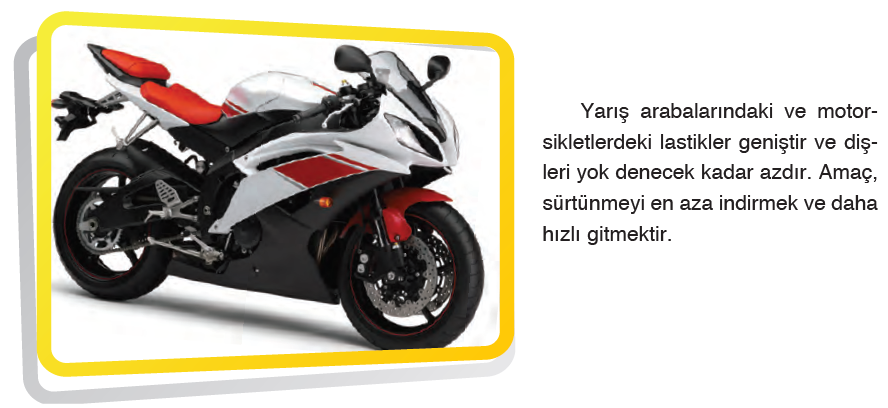 Yarış arabalarındaki ve motor-
sikletlerdeki lastikler geniştir ve diş-
leri yok denecek kadar azdır. Amaç,
sürtünmeyi en aza indirmek ve daha
hızlı gitmektir.